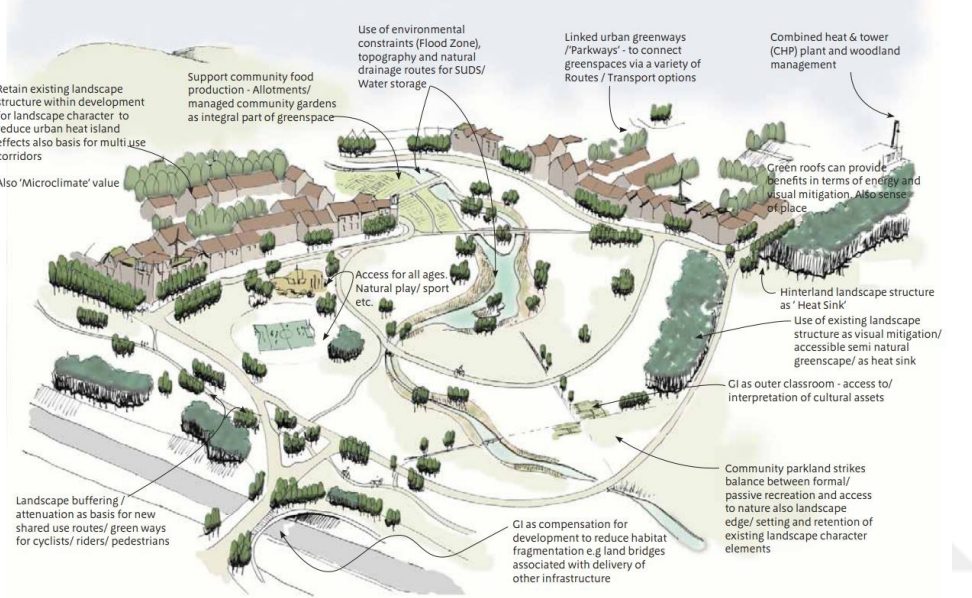 Use of environmental
constraints (Flood Zone),
topography and natural
drainage routes for SUDS/
Water storage
Linked urban greenways
/'Parkways' - to connect
greenspaces via a variety of
Routes / Transport options
Combined heat & tower
(CHP) plant and woodland
management
Support community food
production - Allotments/
managed community gardens
as integral part of greenspace
Retain existing landscape
structure within development
for landscape character to
reduce urban heat island
effects also basis for multi use
corridors
Also 'Microclimate' value
Green roofs can provide
benefits in terms of energy and
visual mitigation. Also sense
of place
Access for all ages.
Natural play/ sport
etc.
Hinterland landscape structure
as ' Heat Sink'
Use of existing landscape
structure as visual mitigation/
accessible semi natural
greenscape/ as heat sink
GI as outer classroom - access to/
interpretation of cultural assets
Community parkland strikes
balance between formal/
passive recreation and access
to nature also landscape
edge/ setting and retention of
existing landscape character
elements
Landscape buffering /
attenuation as basis for new
shared use routes/ green ways
for cyclists/ riders/ pedestrians
GI as compensation for
development to reduce habitat
fragmentation e.g land bridges
associated with delivery of
other infrastructure